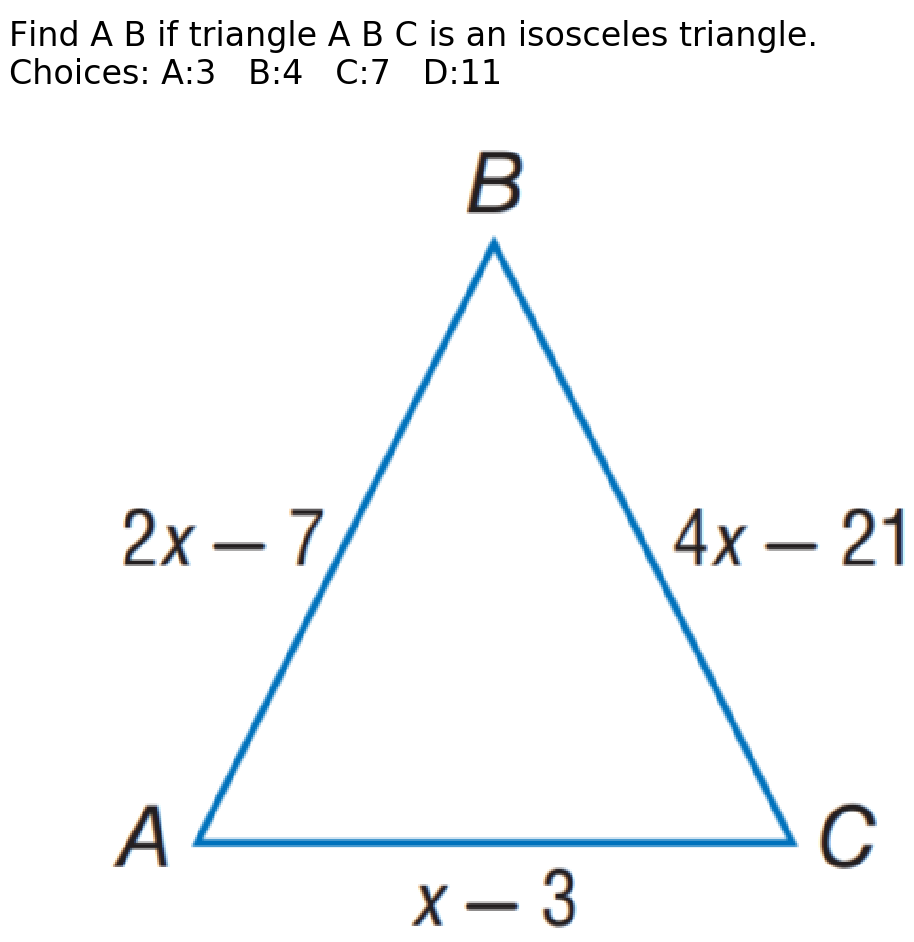 Find A B if triangle A B C is an isosceles triangle.
Choices: A:3   B:4   C:7   D:11
B
2x – 7
4x – 21
A
C
x – 3